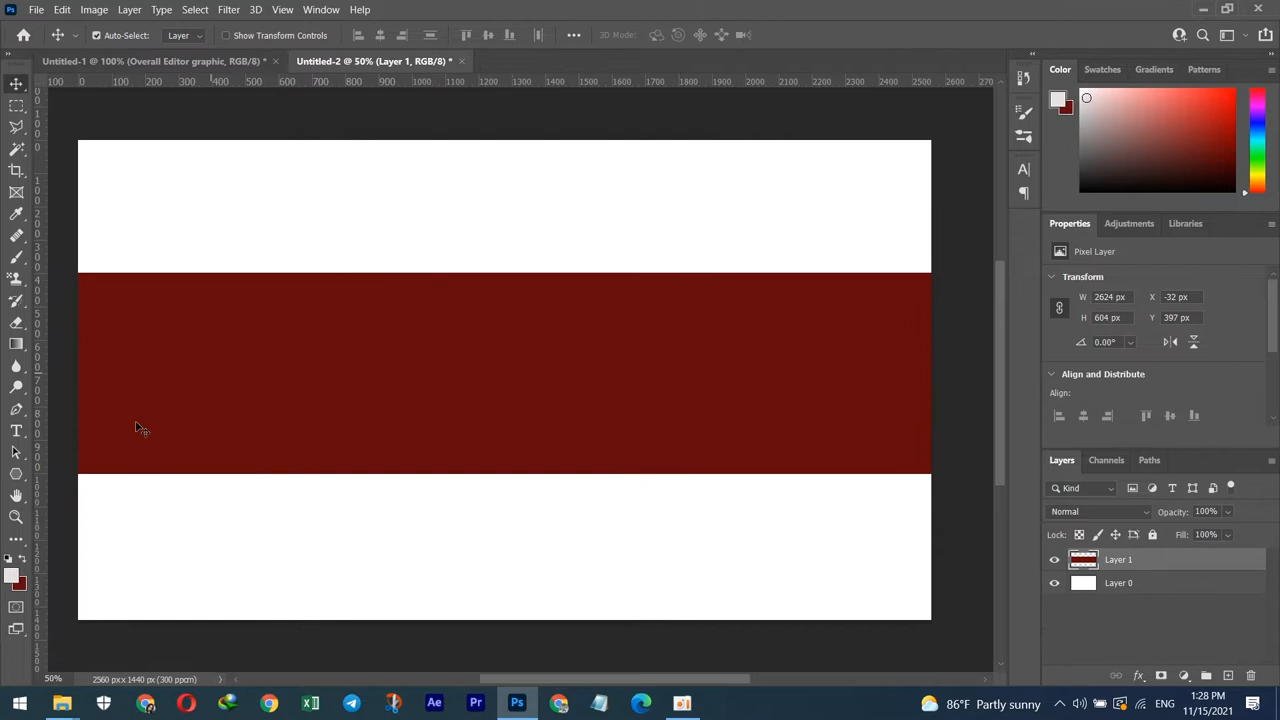 Ps File Edit Image Layer Type Select Filter 3D View Window Help
Auto-Select: Layer Show Transform Controls 3D Mode:
Untitled-1 @ 100% (Overall Editor graphic, RGB/8) * × Untitled-2 @ 50% (Layer 1, RGB/8) * ×
100 0 100 200 300 400 500 600 700 800 900 1000 1100 1200 1300 1400 1500 1600 1700 1800 1900 2000 2100 2200 2300 2400 2500 2600 270
Color Swatches Gradients Patterns
Properties Adjustments Libraries
Pixel Layer
Transform
W 2624 px X -32 px
H 604 px Y 397 px
0.00°
Align and Distribute
Align:
Layers Channels Paths
Kind
Normal Opacity: 100%
Lock: Fill: 100%
Layer 1
Layer 0
50% 2560 px x 1440 px (300 ppi)
Ae Pr Ps 86°F Partly sunny 1:28 PM
11/15/2021